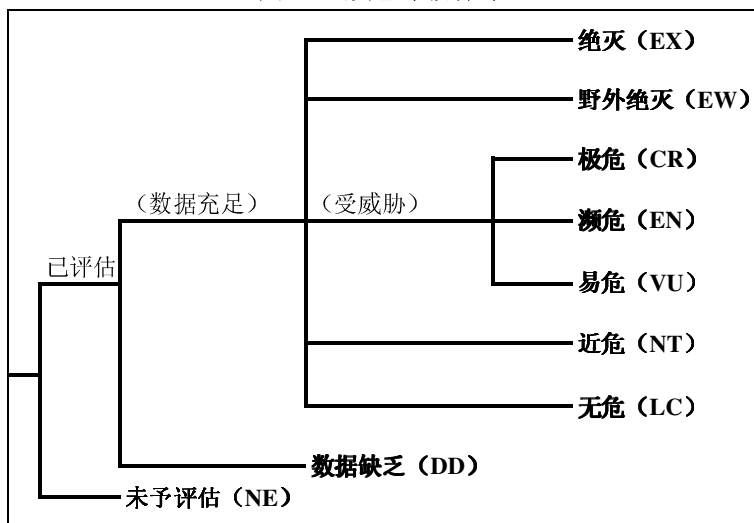 绝灭（EX）
野外绝灭（EW）
极危（CR）
（数据充足）
（受威胁）
濒危（EN）
已评估
易危（VU）
近危（NT）
无危（LC）
数据缺乏（DD）
未予评估（NE）